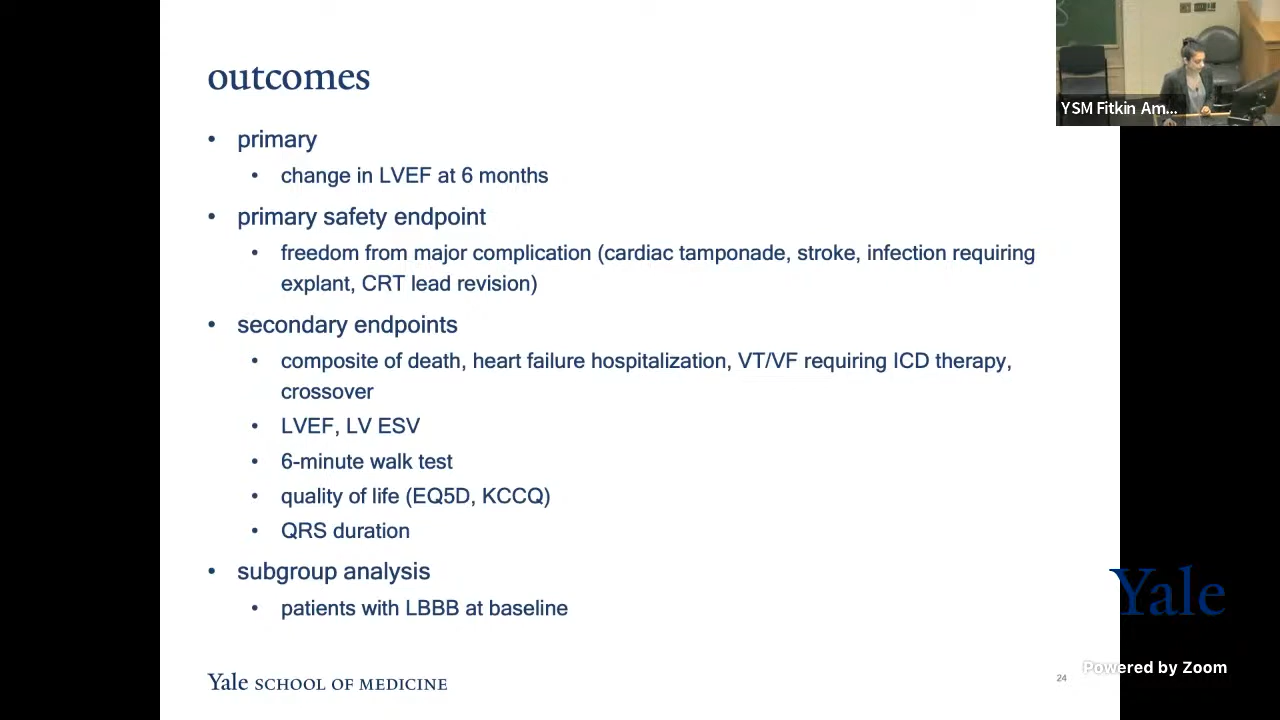 outcomes
• primary
• change in LVEF at 6 months
• primary safety endpoint
• freedom from major complication (cardiac tamponade, stroke, infection requiring
explant, CRT lead revision)
• secondary endpoints
• composite of death, heart failure hospitalization, VT/VF requiring ICD therapy,
crossover
• LVEF, LV ESV
• 6-minute walk test
• quality of life (EQ5D, KCCQ)
• QRS duration
• subgroup analysis
• patients with LBBB at baseline
Yale SCHOOL OF MEDICINE
24
YSM Fitkin Am...
Yale
Powered by Zoom